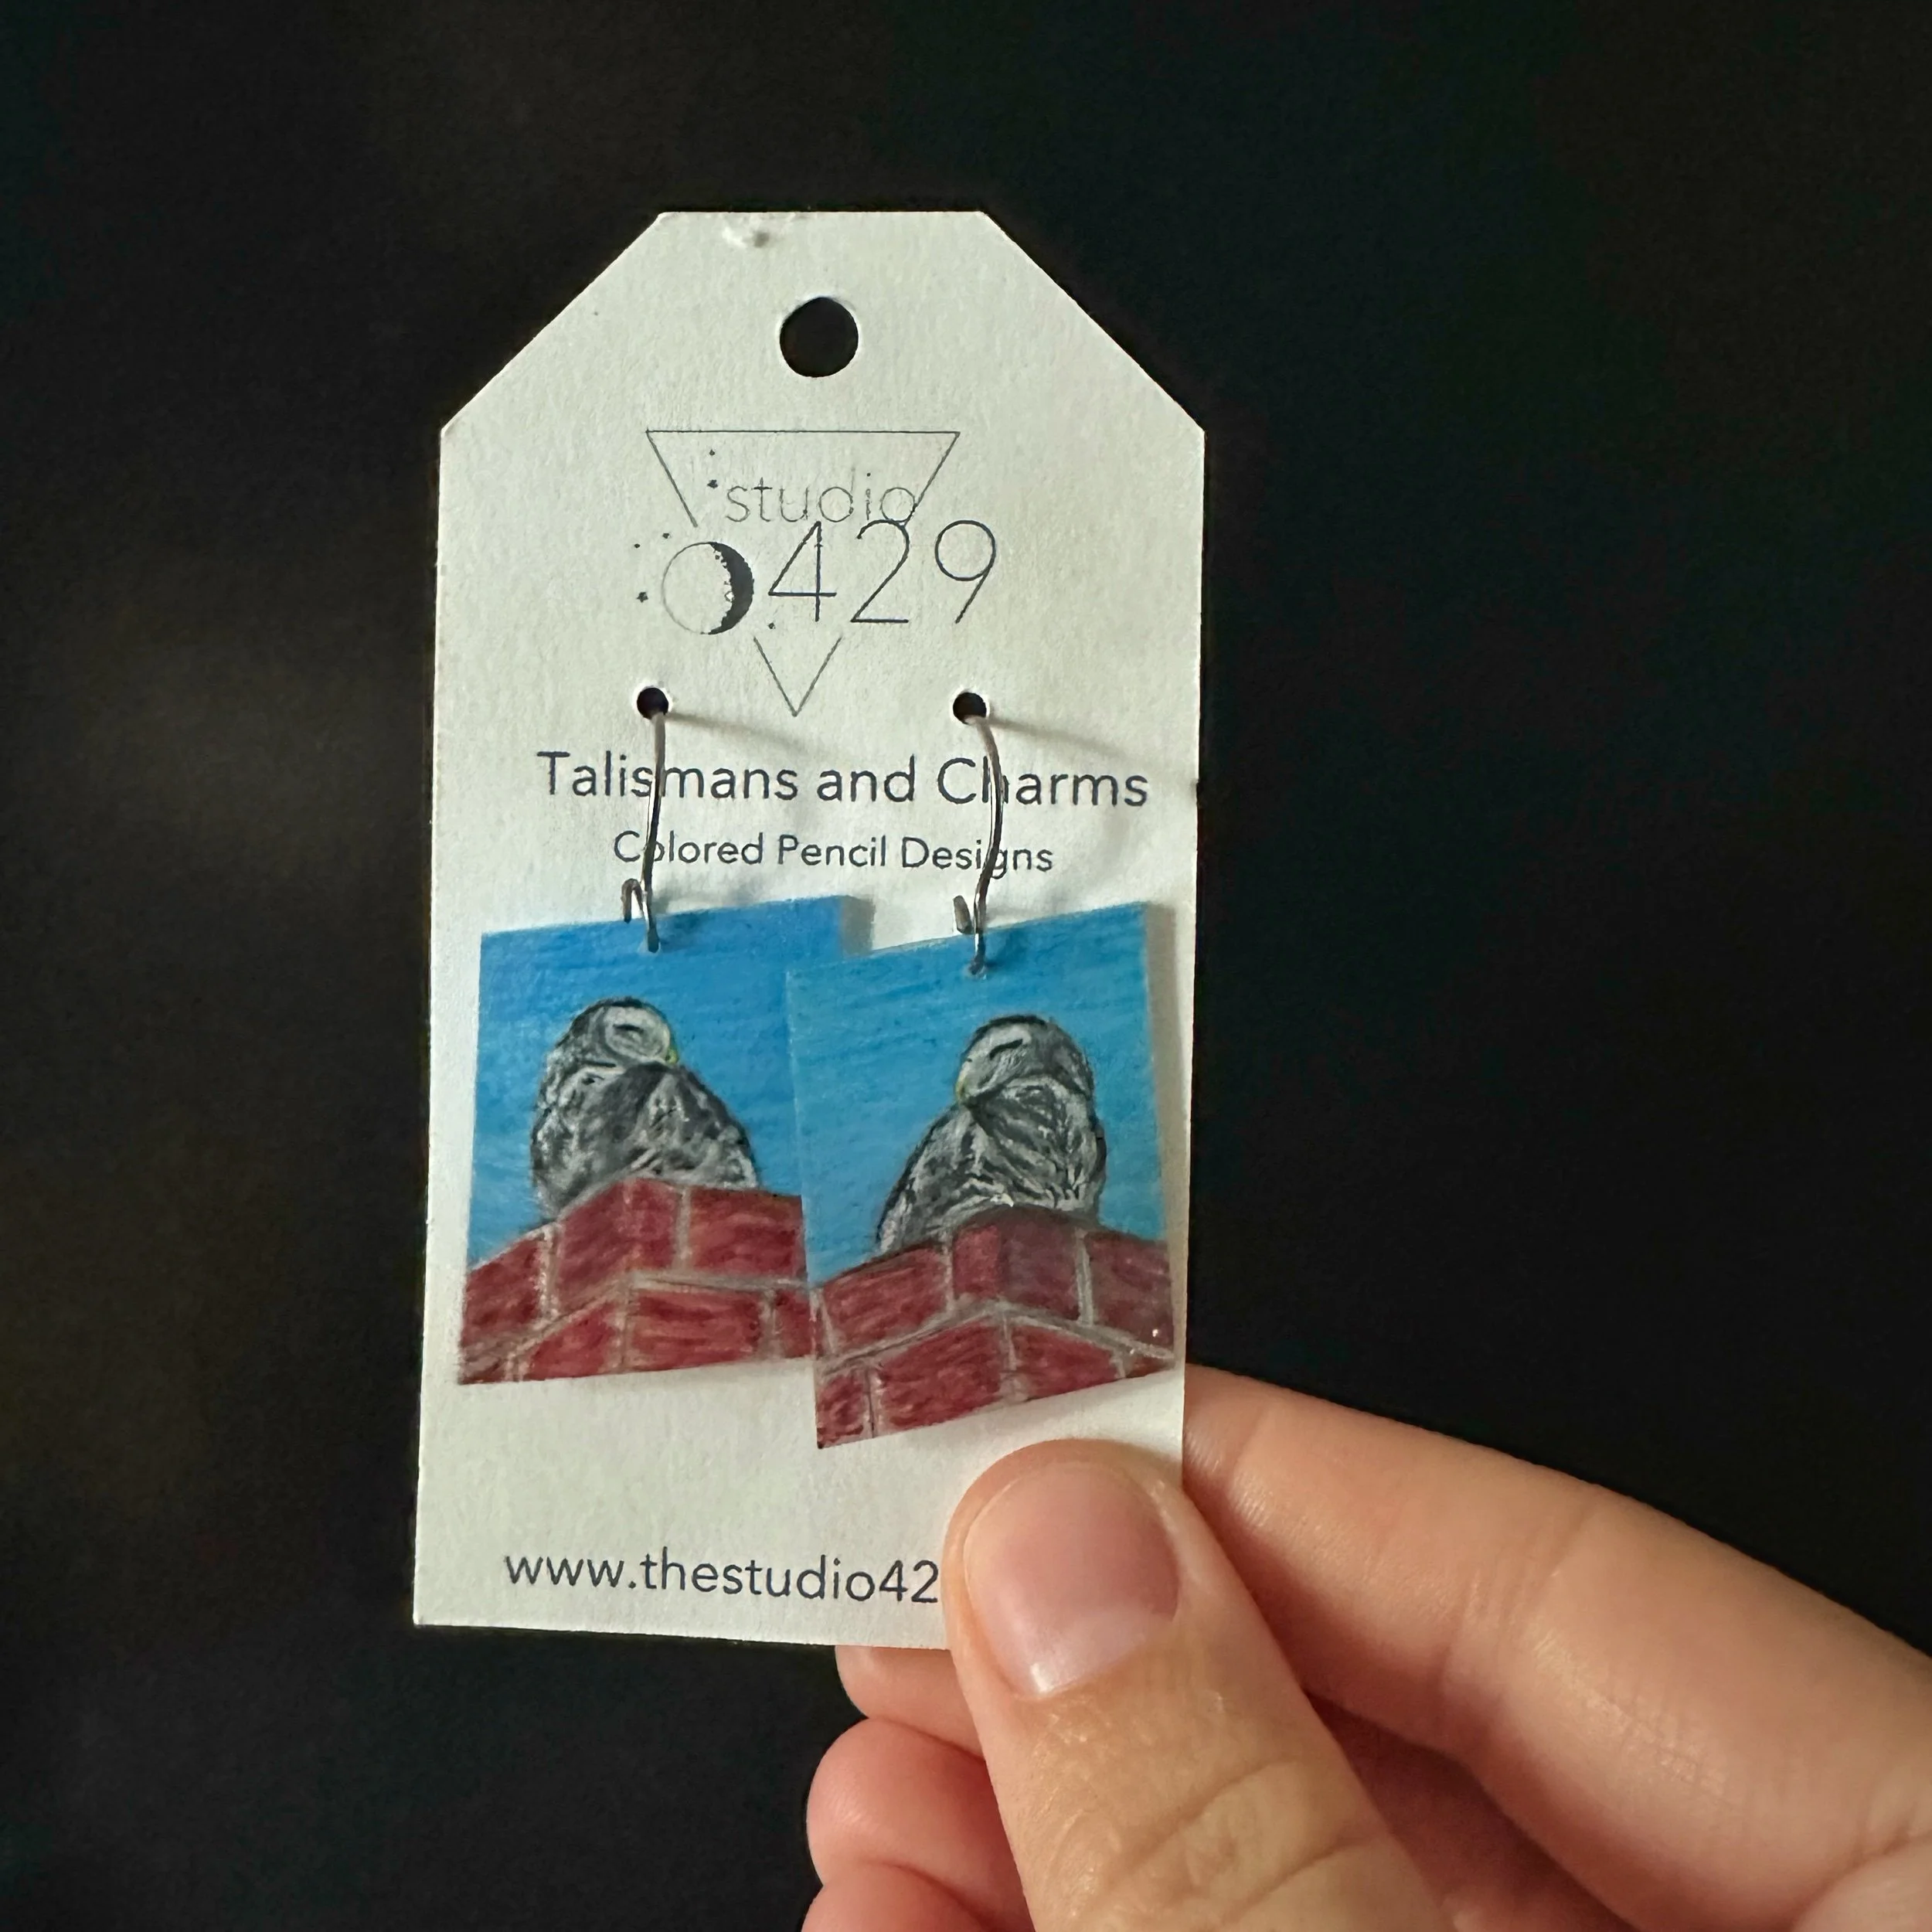 studio
429
Talismans and Charms
Colored Pencil Designs
www.thestudio42